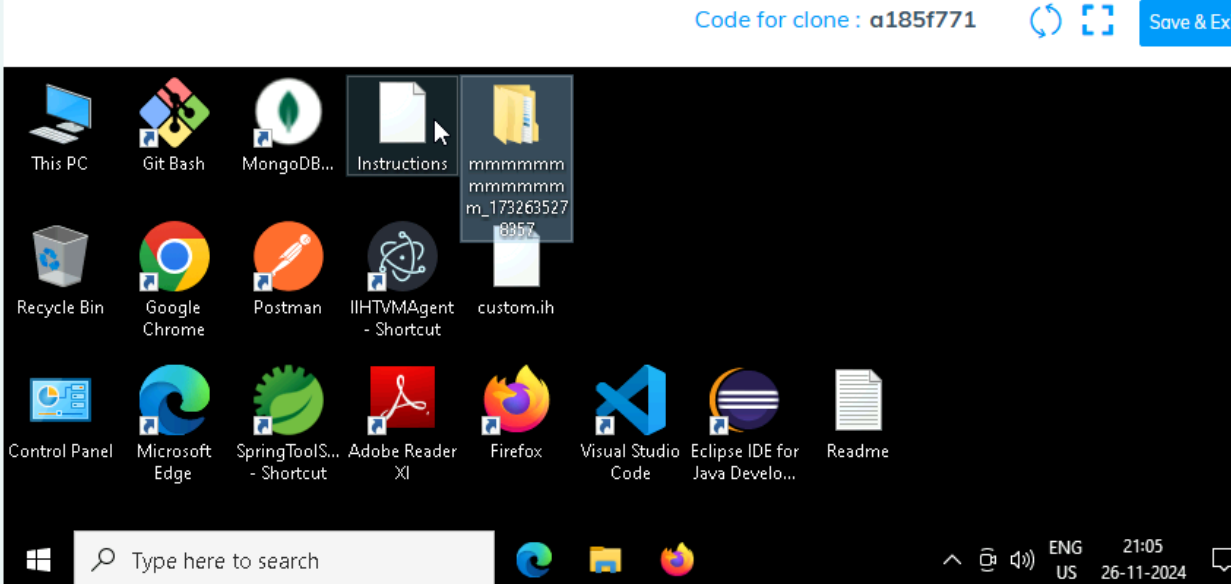 Code for clone : a185f771
Save & Ex
This PC
Git Bash
MongoDB...
Instructions
mmmmmm
mmmmmm
m_173263527
8357
Recycle Bin
Google
Chrome
Postman
IIHTVMAgent
- Shortcut
custom.ih
Control Panel
Microsoft
Edge
SpringToolS...
- Shortcut
Adobe Reader
XI
Firefox
Visual Studio
Code
Eclipse IDE for
Java Develo...
Readme
Type here to search
ENG
US
21:05
26-11-2024